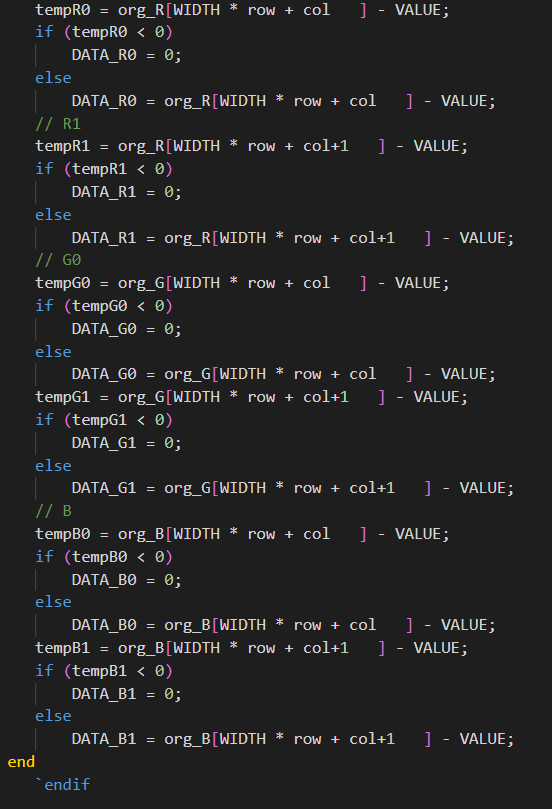 tempR0 = org_R[WIDTH * row + col   ] - VALUE;
if (tempR0 < 0)
    DATA_R0 = 0;
else
    DATA_R0 = org_R[WIDTH * row + col   ] - VALUE;
// R1
tempR1 = org_R[WIDTH * row + col+1   ] - VALUE;
if (tempR1 < 0)
    DATA_R1 = 0;
else
    DATA_R1 = org_R[WIDTH * row + col+1   ] - VALUE;
// G0
tempG0 = org_G[WIDTH * row + col   ] - VALUE;
if (tempG0 < 0)
    DATA_G0 = 0;
else
    DATA_G0 = org_G[WIDTH * row + col   ] - VALUE;
tempG1 = org_G[WIDTH * row + col+1   ] - VALUE;
if (tempG1 < 0)
    DATA_G1 = 0;
else
    DATA_G1 = org_G[WIDTH * row + col+1   ] - VALUE;
// B
tempB0 = org_B[WIDTH * row + col   ] - VALUE;
if (tempB0 < 0)
    DATA_B0 = 0;
else
    DATA_B0 = org_B[WIDTH * row + col   ] - VALUE;
tempB1 = org_B[WIDTH * row + col+1   ] - VALUE;
if (tempB1 < 0)
    DATA_B1 = 0;
else
    DATA_B1 = org_B[WIDTH * row + col+1   ] - VALUE;
end
`endif